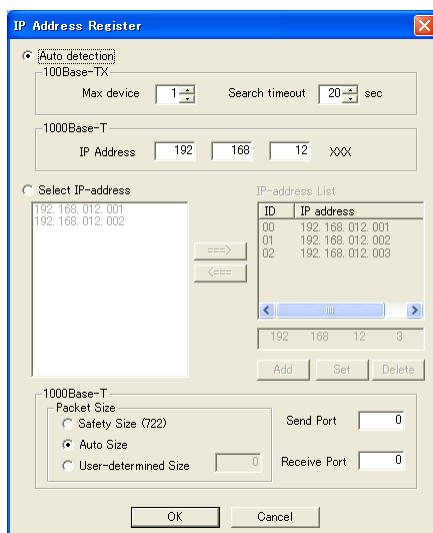 IP Address Register
Auto detection
100Base-TX
Max device 1 Search timeout 20 sec
1000Base-T
IP Address 192 168 12 XXX
Select IP-address
192. 168. 012. 001
192. 168. 012. 002
===>
<===
IP-address List
ID IP address
00 192. 168. 012. 001
01 192. 168. 012. 002
02 192. 168. 012. 003
192 168 12 3
Add Set Delete
1000Base-T
Packet Size
Safety Size (722)
Auto Size
User-determined Size 0
Send Port 0
Receive Port 0
OK Cancel